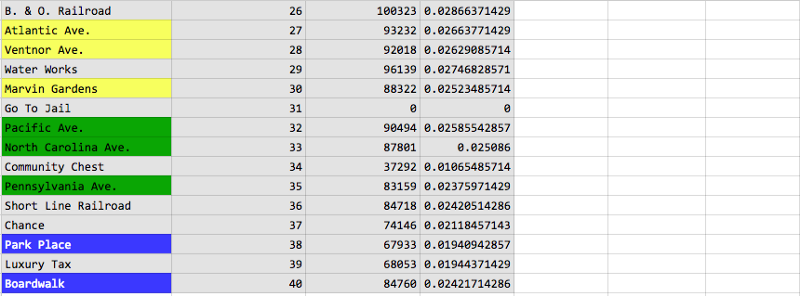 B. & O. Railroad 26 100323 0.02866371429
Atlantic Ave. 27 93232 0.02663771429
Ventnor Ave. 28 92018 0.02629085714
Water Works 29 96139 0.02746828571
Marvin Gardens 30 88322 0.02523485714
Go To Jail 31 0 0
Pacific Ave. 32 90494 0.02585542857
North Carolina Ave. 33 87801 0.025086
Community Chest 34 37292 0.01065485714
Pennsylvania Ave. 35 83159 0.02375971429
Short Line Railroad 36 84718 0.02420514286
Chance 37 74146 0.02118457143
Park Place 38 67933 0.01940942857
Luxury Tax 39 68053 0.01944371429
Boardwalk 40 84760 0.02421714286